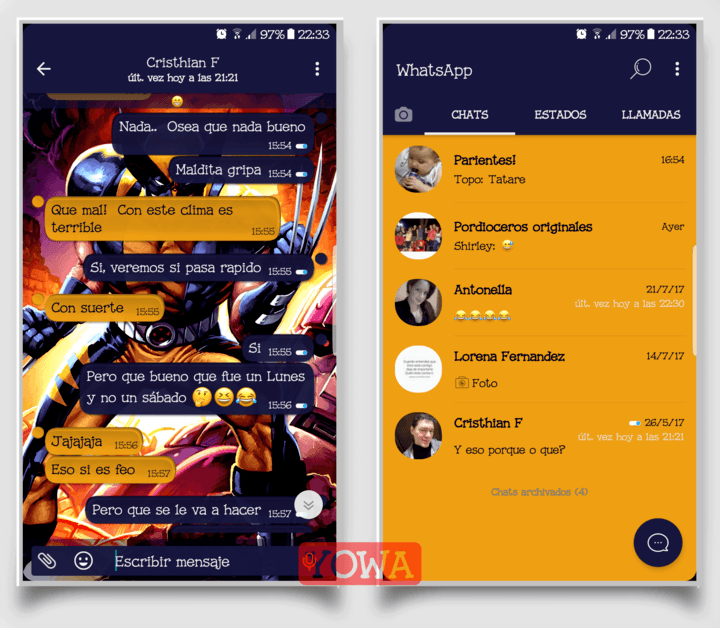 97% 22:33
Cristhian F
últ. vez hoy a las 21:21
Nada.. Osea que nada bueno
15:54
Maldita gripa 15:54
Que mal! Con este clima es
terrible 15:55
Si, veremos si pasa rapido 15:55
Con suerte 15:55
Si 15:55
Pero que bueno que fue un Lunes
y no un sábado 🤔😆😂 15:56
Jajajaja 15:56
Eso si es feo 15:57
Pero que se le va a hacer 15:57
Escribir mensaje
97% 22:33
WhatsApp
CHATS ESTADOS LLAMADAS
Parientes! 16:54
Topo: Tatare
Pordioceros originales Ayer
Shirley: 😅
Antonella 21/7/17
últ. vez hoy a las 22:30
😂😂😂😂
Lorena Fernandez 14/7/17
Foto
Cristhian F 26/5/17
últ. vez hoy a las 21:21
Y eso porque o que?
Chats archivados (4)
YOWA